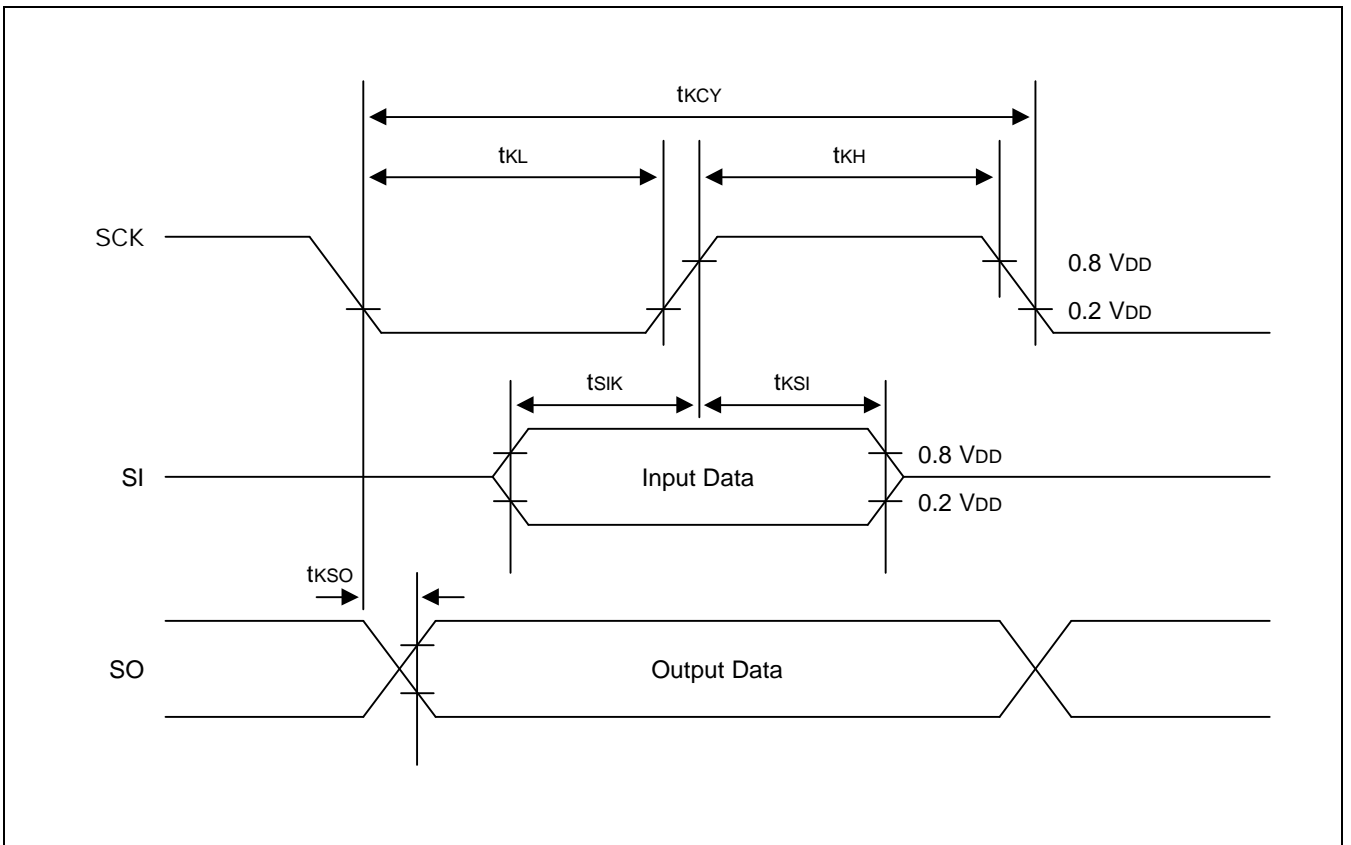 tKCY
tKL
tKH
SCK
0.8 VDD
0.2 VDD
tSIK
tKSI
0.8 VDD
SI
Input Data
0.2 VDD
tKSO
SO
Output Data